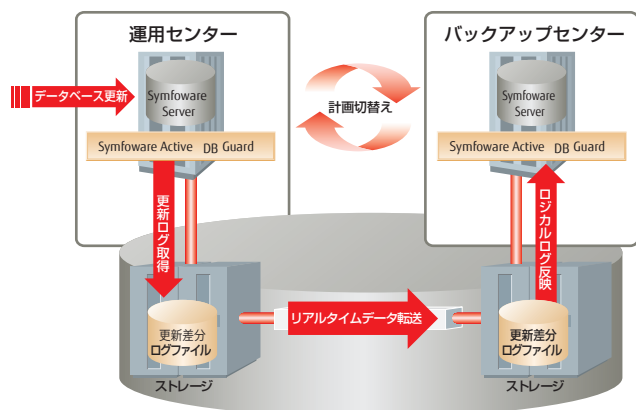 運用センター
バックアップセンター
データベース更新
Symfoware
Server
計画切替え
Symfoware
Server
Symfoware Active DB Guard
Symfoware Active DB Guard
更新ログ取得
ロジカルログ反映
リアルタイムデータ転送
更新差分
ログファイル
更新差分
ログファイル
ストレージ
ストレージ